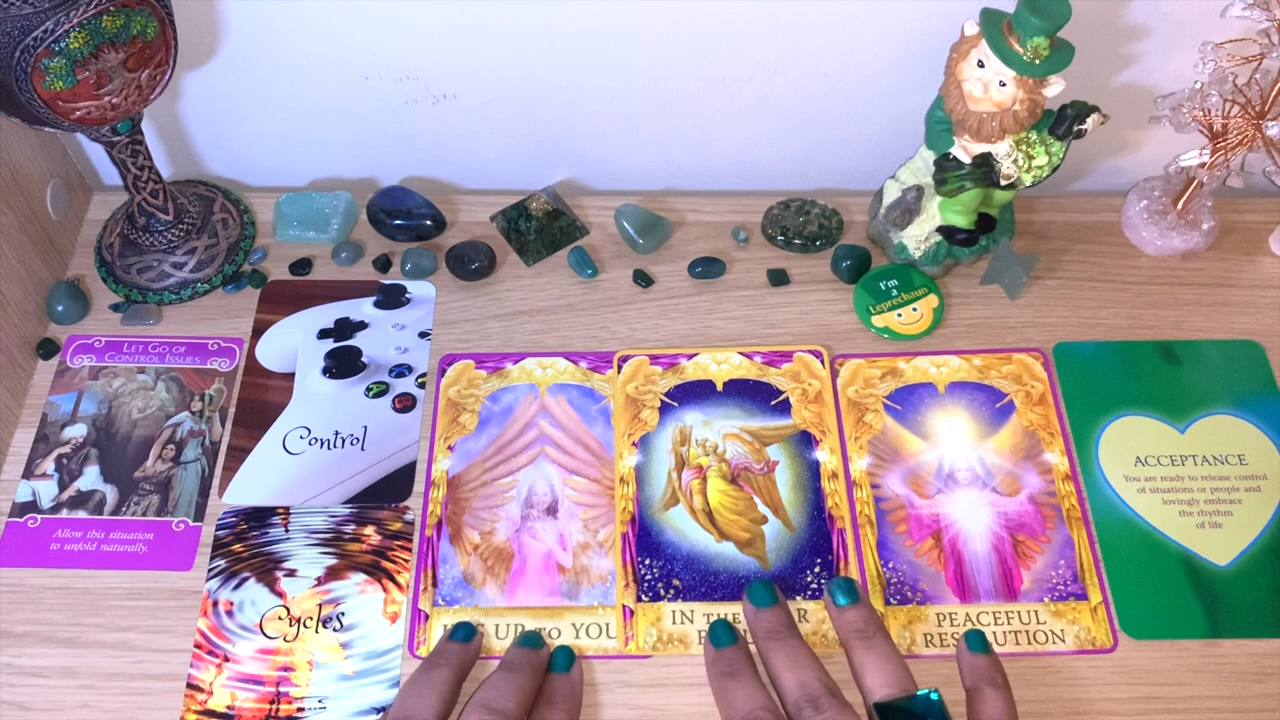 LET GO OF
CONTROL ISSUES
Allow this situation
to unfold naturally.
Control
X
B
A
Cycles
UP TO YOU
IN THE
PEACEFUL
RESOLUTION
I'm
a
Leprechaun
ACCEPTANCE
You are ready to release control
of situations or people and
lovingly embrace
the rhythm
of life